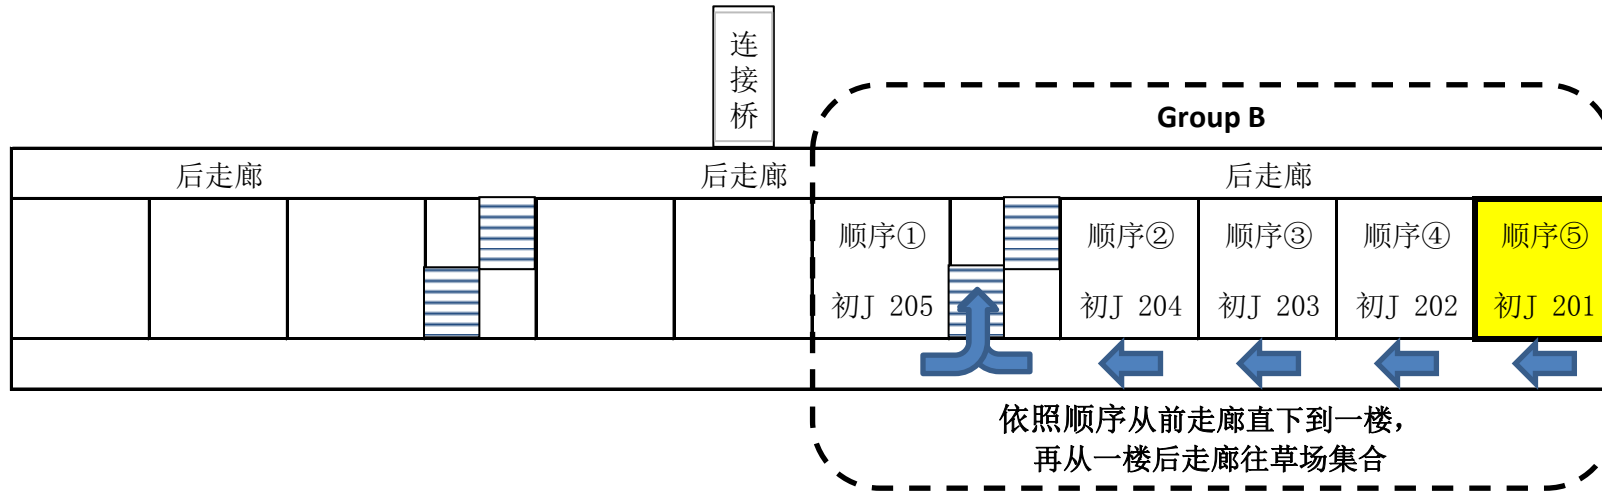 连
接
桥
Group B
后走廊 后走廊 后走廊
顺序① 顺序② 顺序③ 顺序④ 顺序⑤
初J 205 初J 204 初J 203 初J 202 初J 201
依照顺序从前走廊直下到一楼，
再从一楼后走廊往草场集合